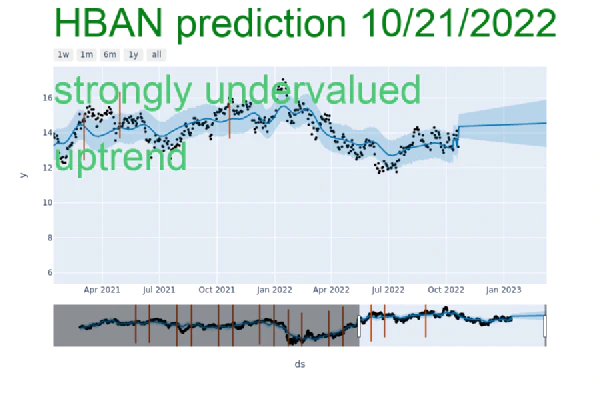 HBAN prediction 10/21/2022
1w 1m 6m 1y all
strongly undervalued
uptrend
16
14
12
10
8
6
y
Apr 2021 Jul 2021 Oct 2021 Jan 2022 Apr 2022 Jul 2022 Oct 2022 Jan 2023
ds